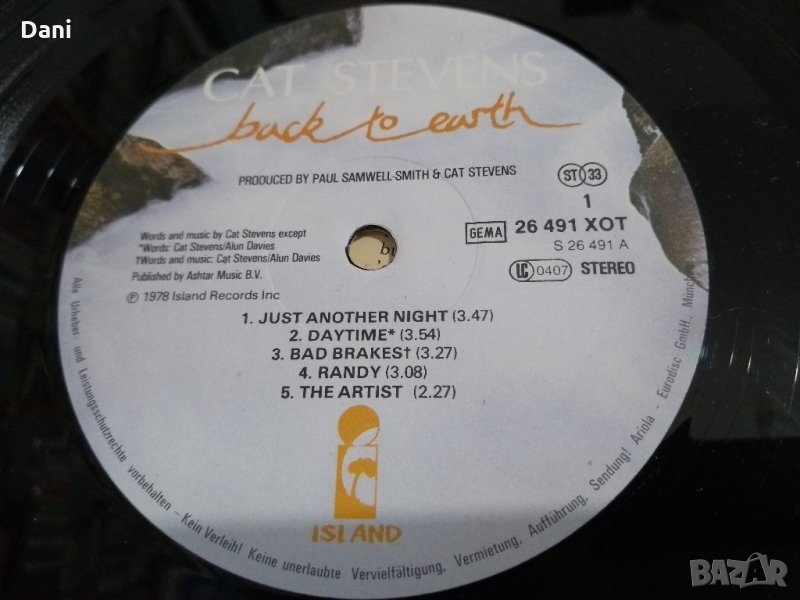 Dani
CAT STEVENS
back to earth
PRODUCED BY PAUL SAMWELL-SMITH & CAT STEVENS
ST 33
1
Words and music by Cat Stevens except
*Words: Cat Stevens/Alun Davies
†Words and music: Cat Stevens/Alun Davies
Published by Ashtar Music B.V.
℗ 1978 Island Records Inc
GEMA 26 491 XOT
S 26 491 A
LC 0407 STEREO
1. JUST ANOTHER NIGHT (3.47)
2. DAYTIME* (3.54)
3. BAD BRAKES† (3.27)
4. RANDY (3.08)
5. THE ARTIST (2.27)
ISLAND
Alle Urheber- und Leistungsschutzrechte vorbehalten - Kein Verleih! Keine unerlaubte Vervielfältigung, Vermietung, Aufführung, Sendung! Ariola - Eurodisc GmbH., München
BAZAR